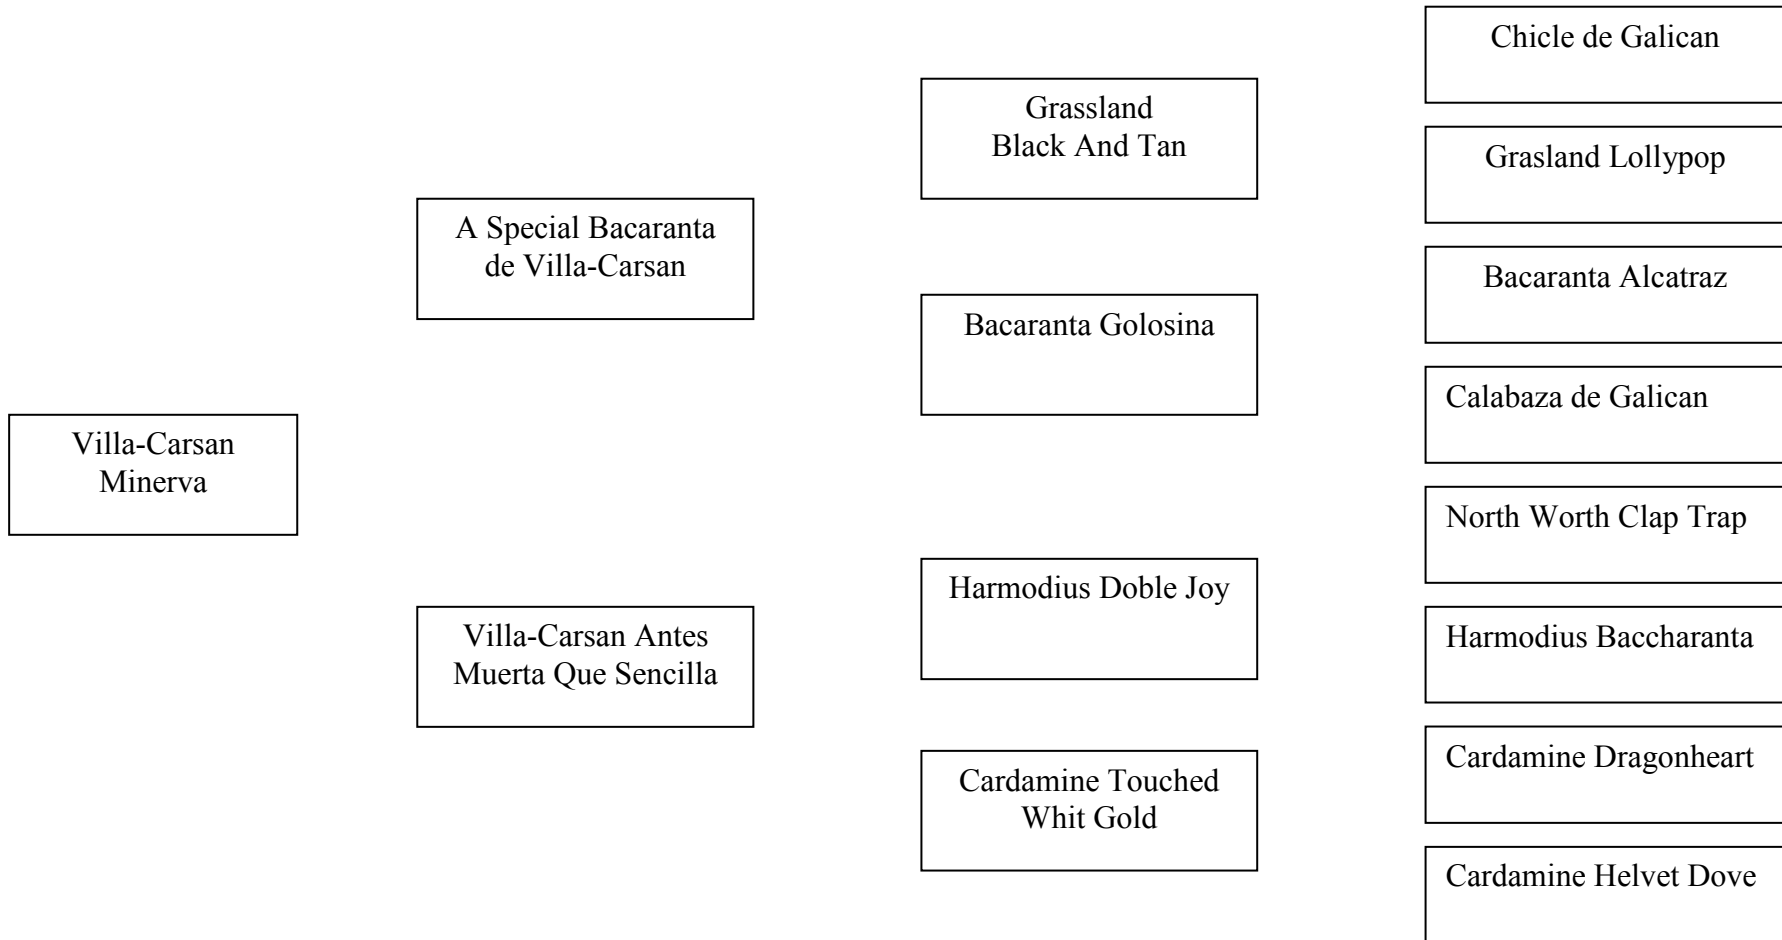 Villa-Carsan
Minerva
A Special Bacaranta
de Villa-Carsan
Villa-Carsan Antes
Muerta Que Sencilla
Grassland
Black And Tan
Bacaranta Golosina
Harmodius Doble Joy
Cardamine Touched
Whit Gold
Chicle de Galican
Grasland Lollypop
Bacaranta Alcatraz
Calabaza de Galican
North Worth Clap Trap
Harmodius Baccharanta
Cardamine Dragonheart
Cardamine Helvet Dove